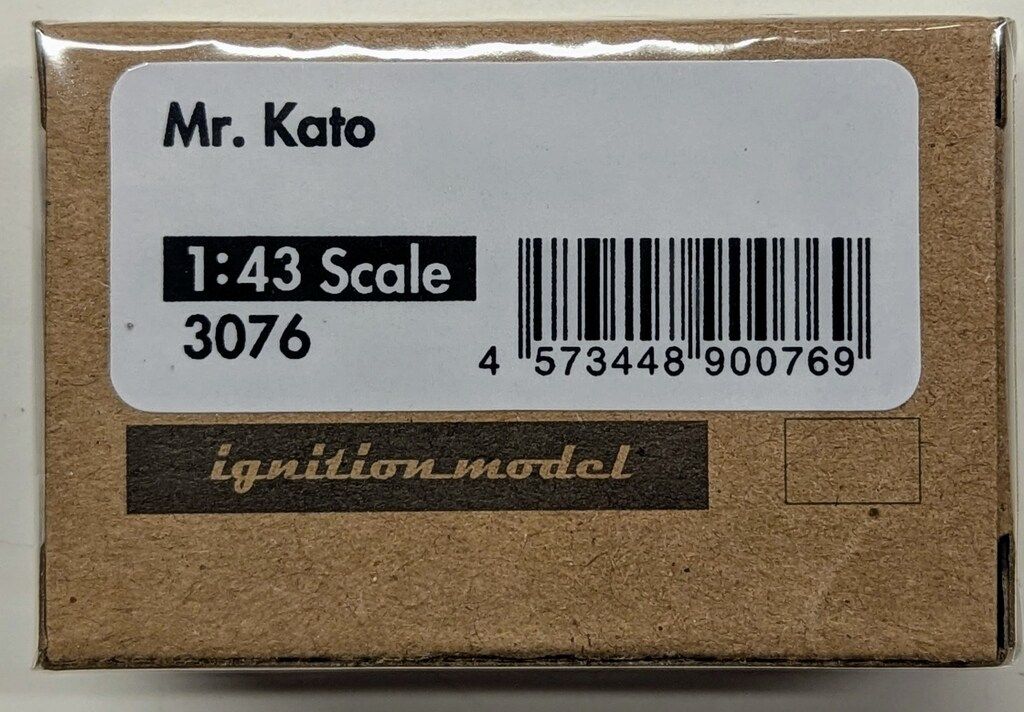 Mr. Kato
1:43 Scale
3076
4 573448 900769
ignition model